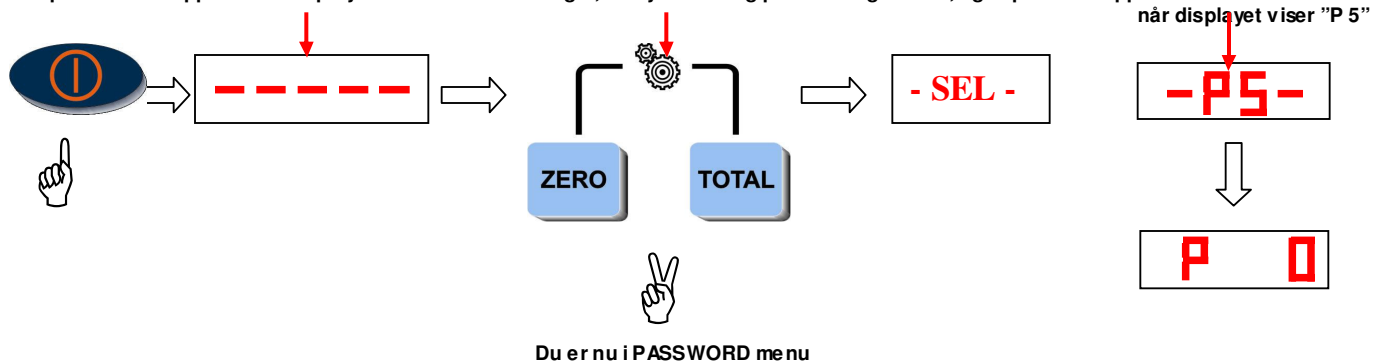 når displayet viser ”P 5”
– – – – –
- SEL -
-P5-
ZERO
TOTAL
P 0
Du er nu i PASSWORD menu